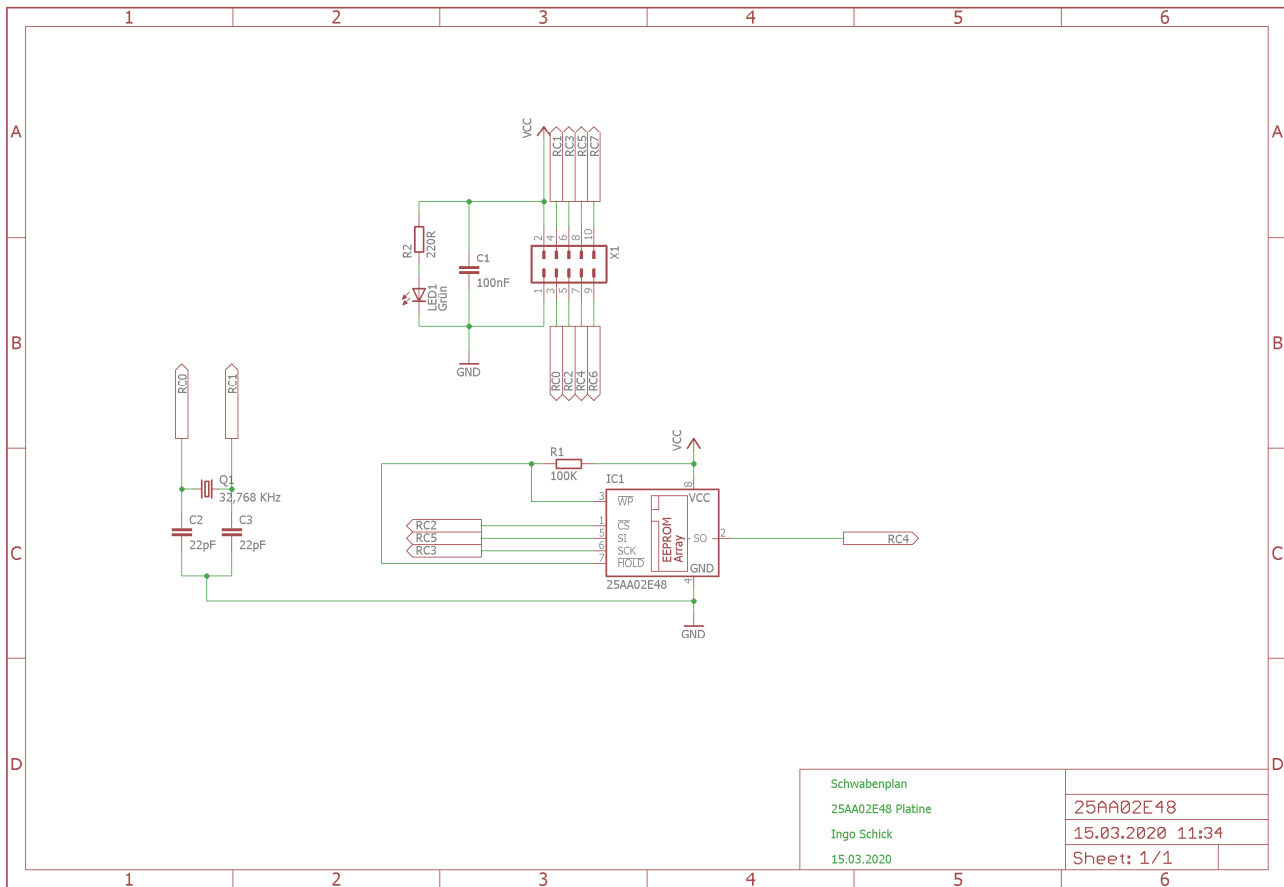 1 2 3 4 5 6
A A
VCC
RC1
RC3
RC5
RC7
2 4 6 8 10
X1
1 3 5 7 9
R2
220R
C1
100nF
LED1
Grün
GND
RC0
RC2
RC4
RC6
B B
RC0
RC1
Q1
32,768 KHz
C2
22pF
C3
22pF
VCC
R1
100K
IC1
8
VCC
3 WP
RC2 1 CS
RC5 5 SI
RC3 6 SCK
7 HOLD
EEPROM
Array
SO 2
RC4
GND
4
25AA02E48
GND
C C
D D
Schwabenplan
25AA02E48 Platine
Ingo Schick
15.03.2020
25AA02E48
15.03.2020 11:34
Sheet: 1/1
1 2 3 4 5 6